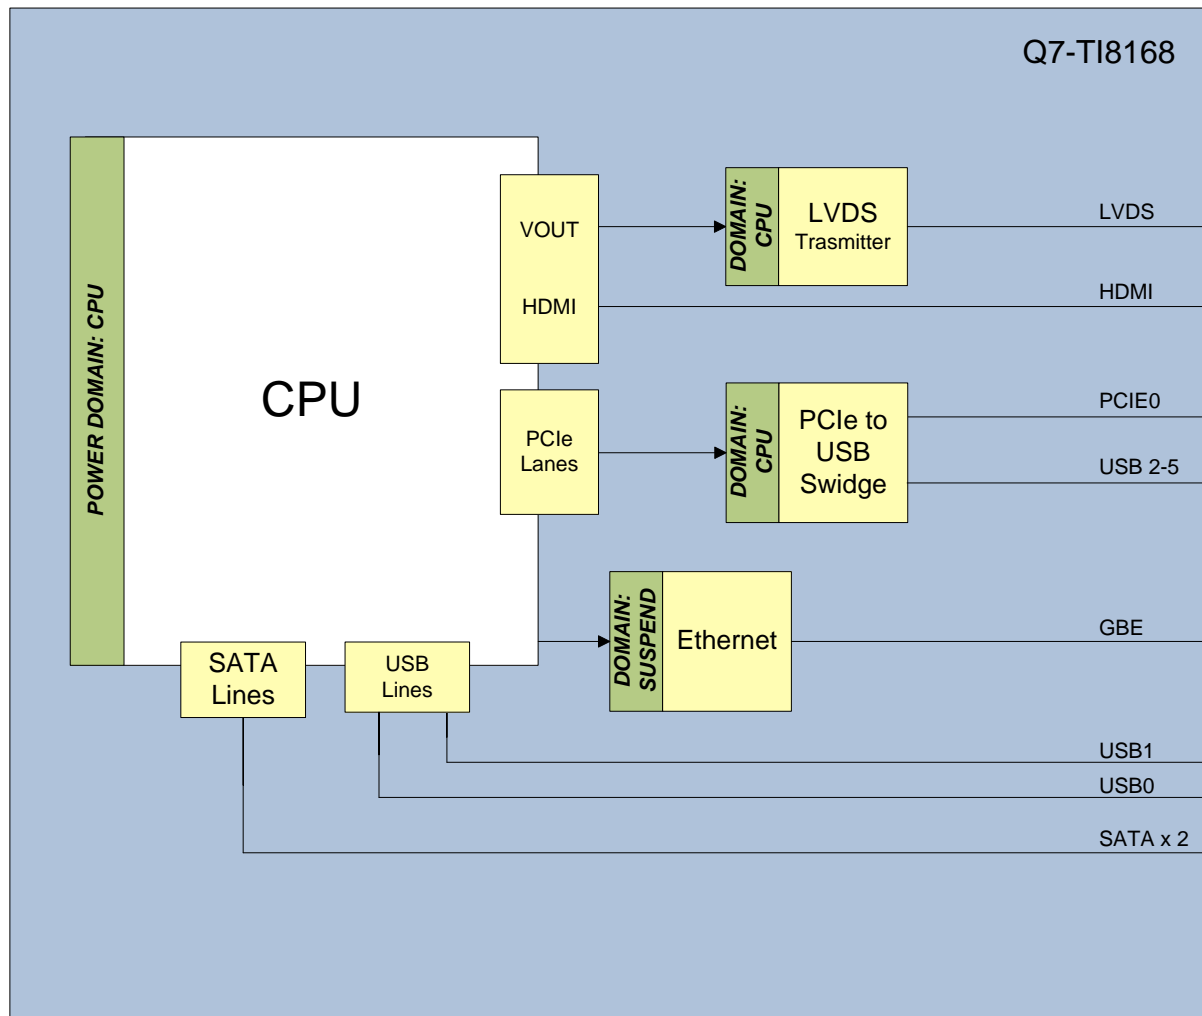 Q7-TI8168
POWER DOMAIN: CPU
CPU
VOUT
HDMI
DOMAIN:
CPU
LVDS
Trasmitter
LVDS
HDMI
PCIe
Lanes
DOMAIN:
CPU
PCIe to
USB
Swidge
PCIE0
USB 2-5
DOMAIN:
SUSPEND
Ethernet
GBE
SATA
Lines
USB
Lines
USB1
USB0
SATA x 2